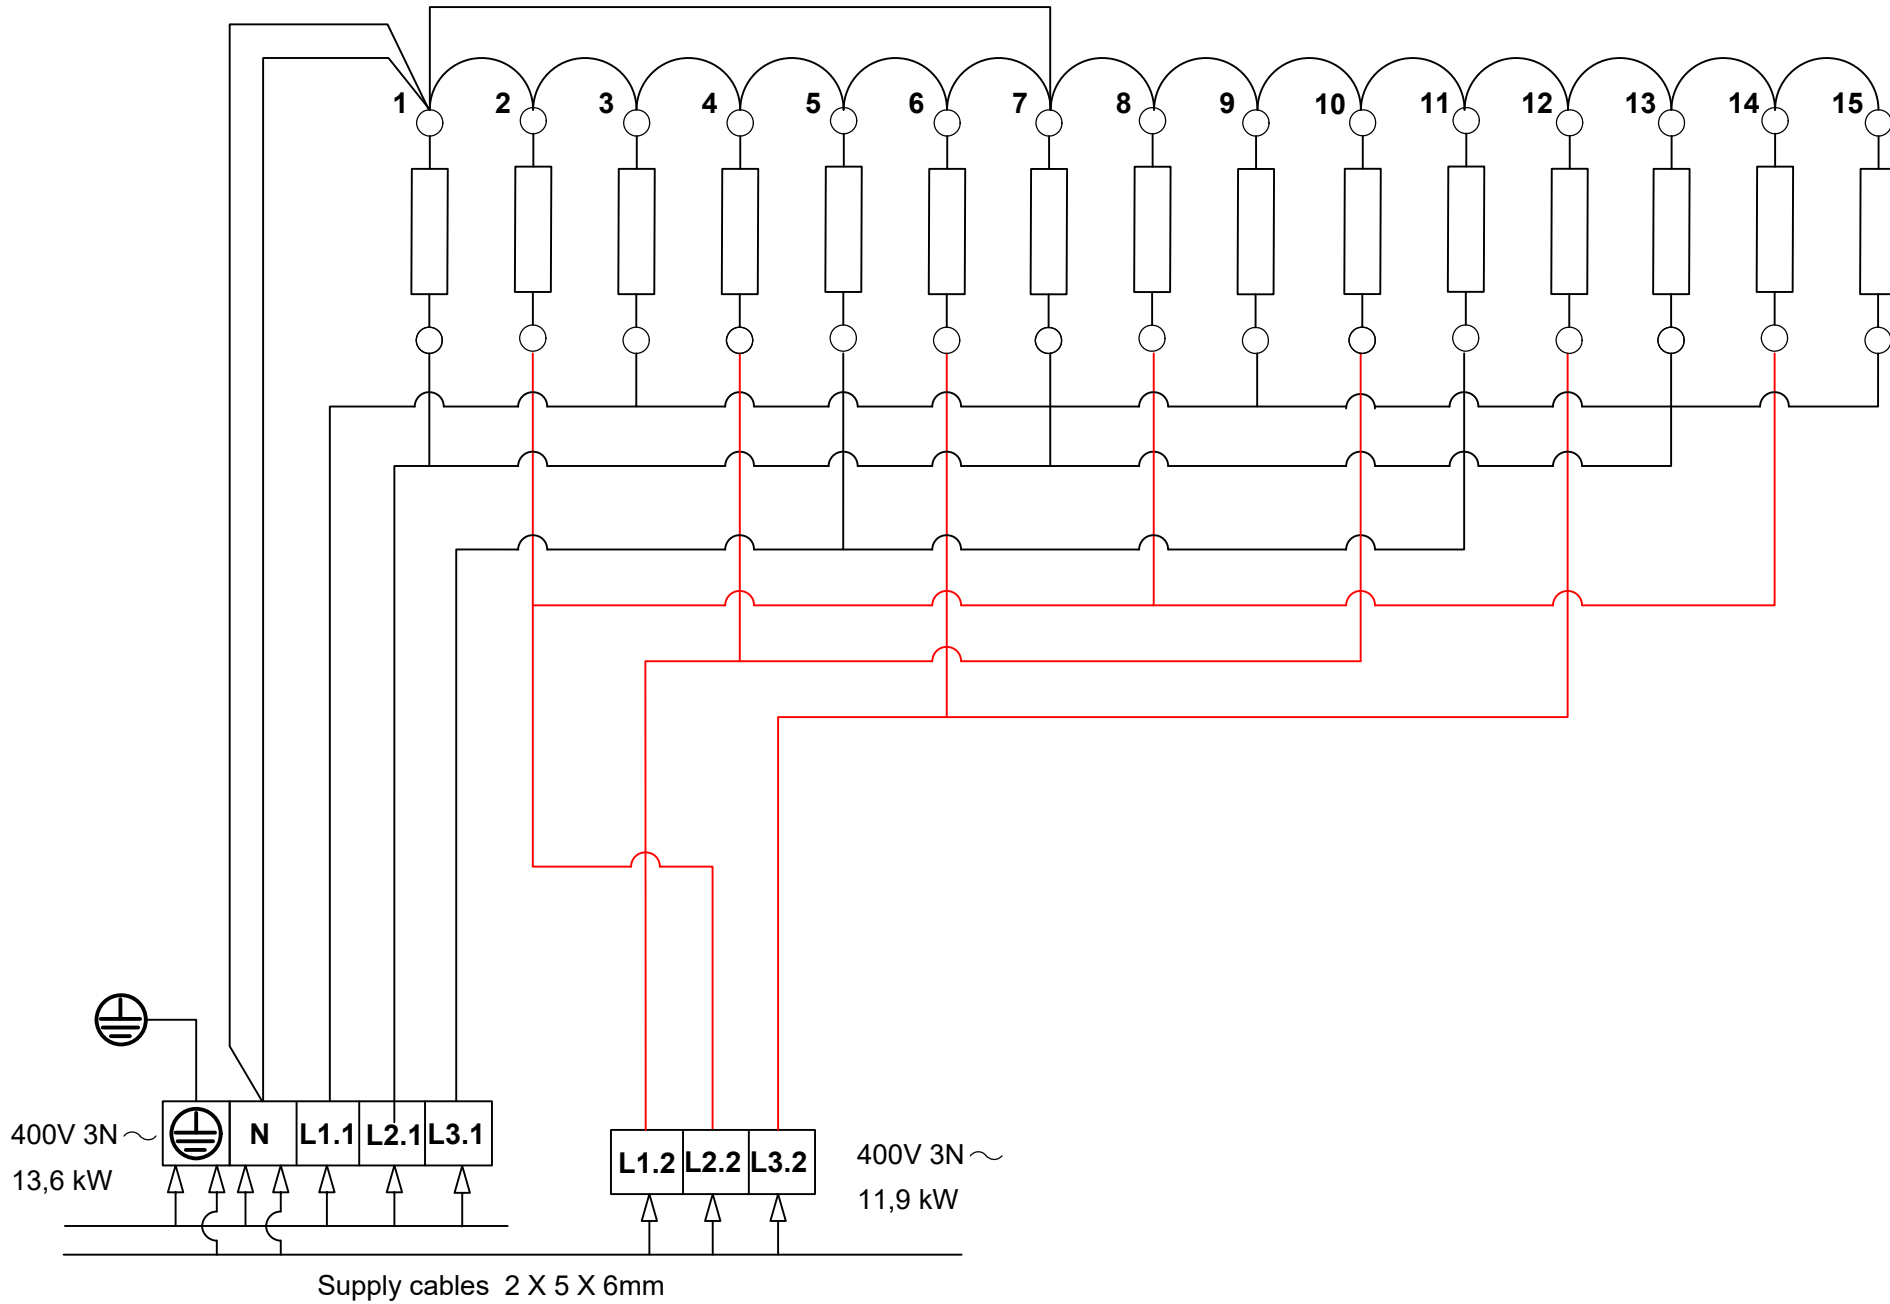 1 2 3 4 5 6 7 8 9 10 11 12 13 14 15
400V 3N～
13,6 kW
N L1.1 L2.1 L3.1
L1.2 L2.2 L3.2
400V 3N～
11,9 kW
Supply cables 2 X 5 X 6mm